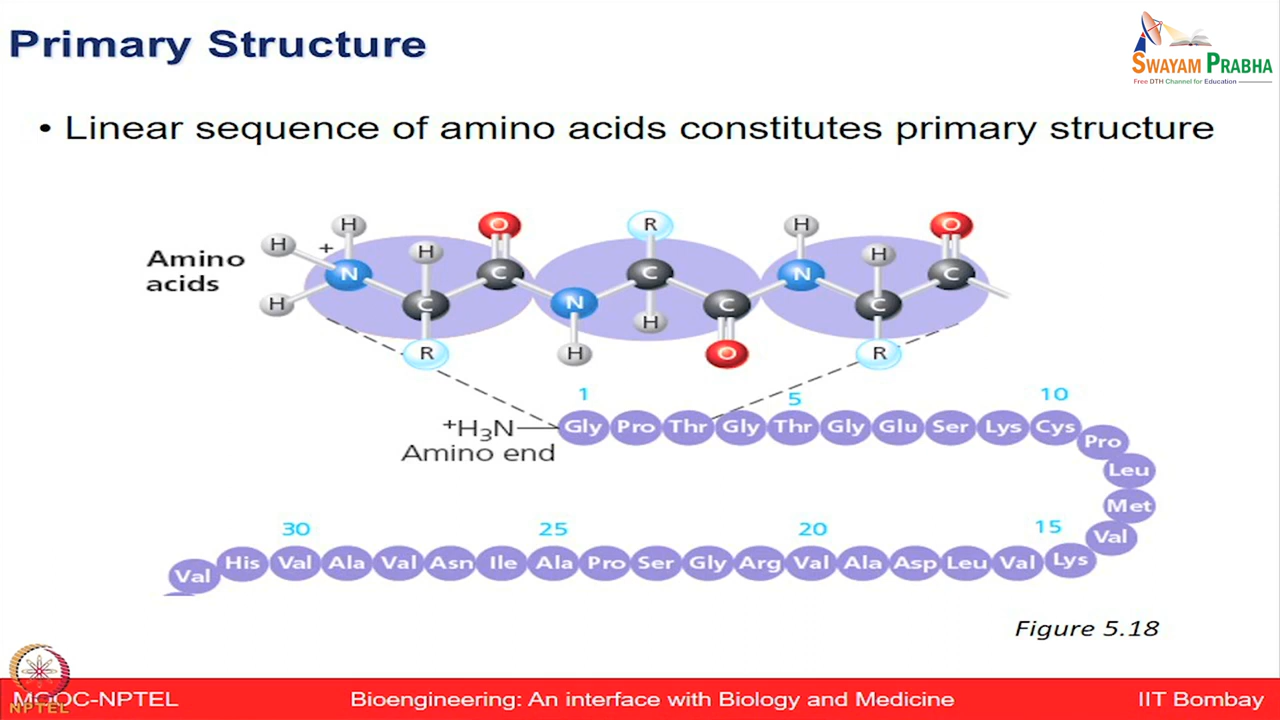 Primary Structure
SWAYAM PRABHA
Free DTH Channel for Education
• Linear sequence of amino acids constitutes primary structure
Amino acids
H H + N H C R C O N H R C H C O N H H C R C O
1 5 10
+H3N Gly Pro Thr Gly Thr Gly Glu Ser Lys Cys
Amino end
Pro
Leu
Met
Val
30 25 20 15
Val His Val Ala Val Asn Ile Ala Pro Ser Gly Arg Val Ala Asp Leu Val Lys
Figure 5.18
NPTEL
MOOC-NPTEL Bioengineering: An interface with Biology and Medicine IIT Bombay